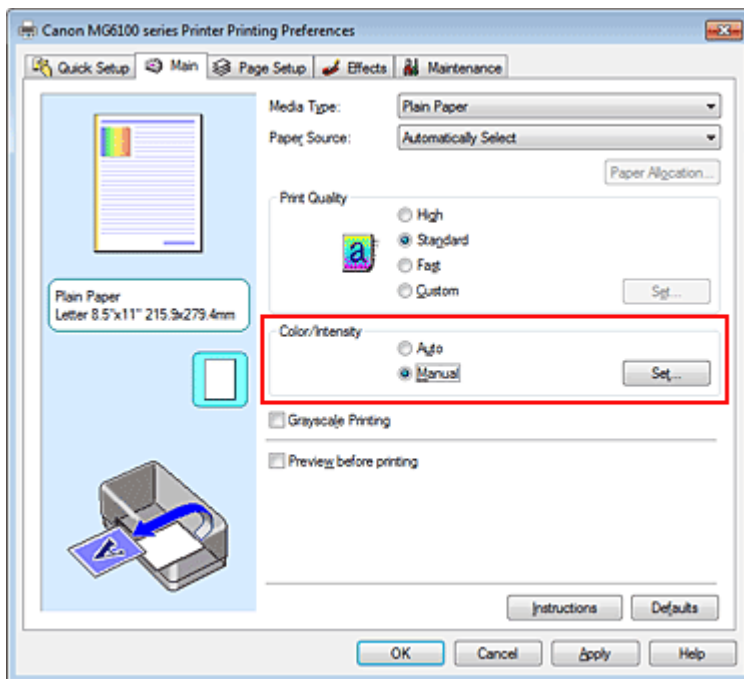 Canon MG6100 series Printer Printing Preferences
Quick Setup Main Page Setup Effects Maintenance
Media Type: Plain Paper
Paper Source: Automatically Select
Paper Allocation...
Print Quality
High
a
Standard
Fast
Custom Set...
Plain Paper
Letter 8.5"x11" 215.9x279.4mm
Color/Intensity
Auto
Manual Set...
Grayscale Printing
Preview before printing
A
Instructions Defaults
OK Cancel Apply Help